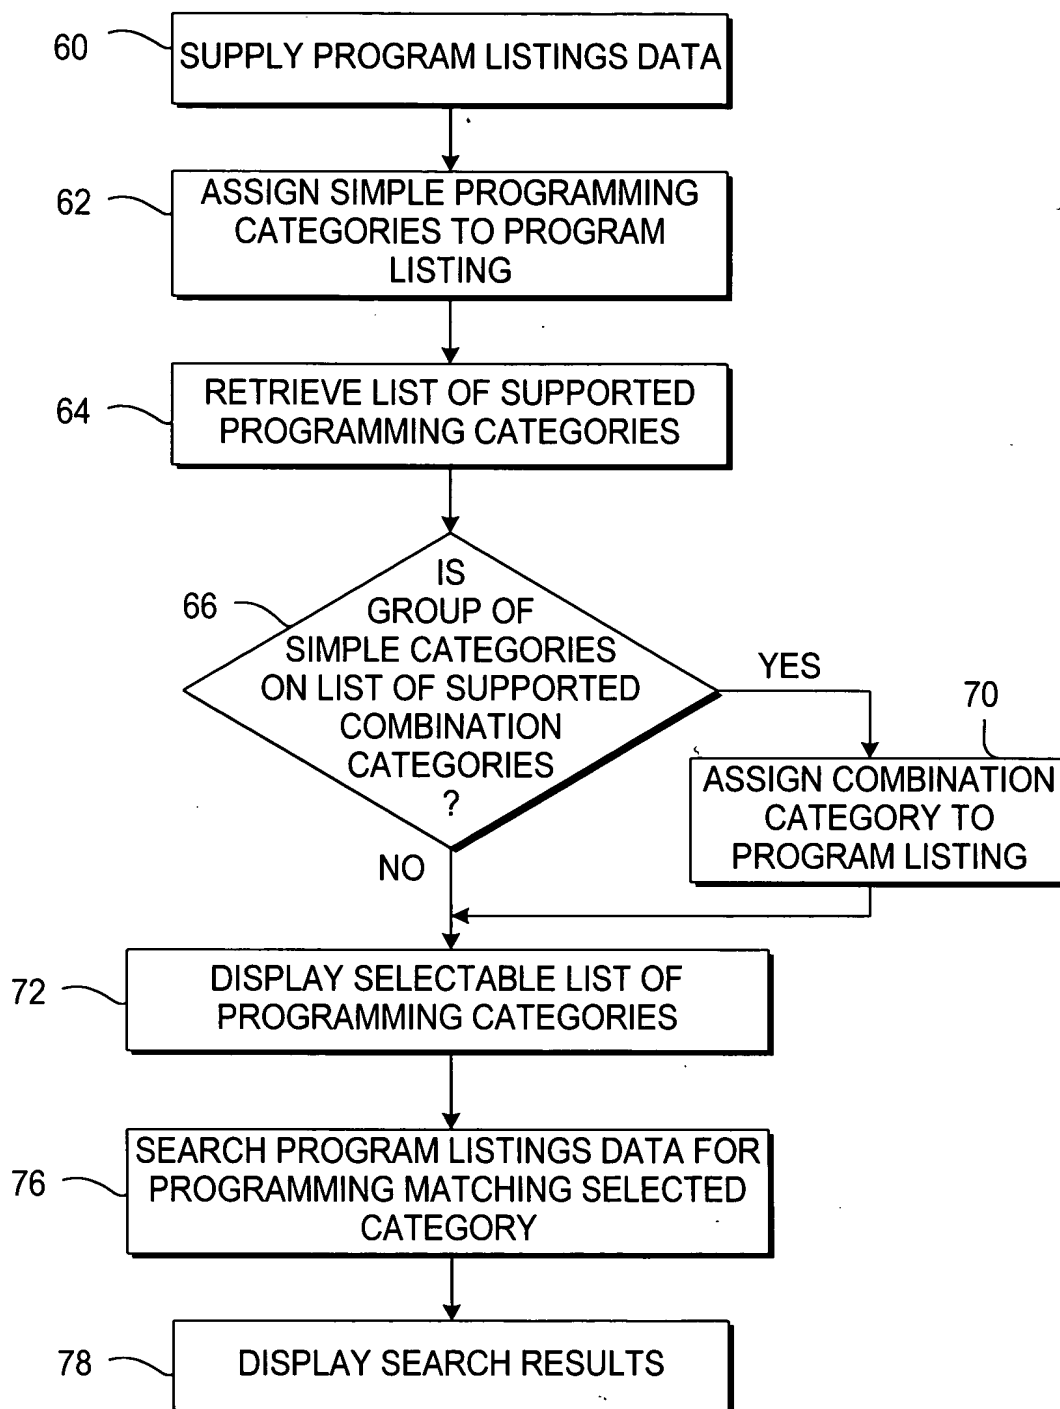 60
SUPPLY PROGRAM LISTINGS DATA
62
ASSIGN SIMPLE PROGRAMMING
CATEGORIES TO PROGRAM
LISTING
64
RETRIEVE LIST OF SUPPORTED
PROGRAMMING CATEGORIES
66
IS
GROUP OF
SIMPLE CATEGORIES
ON LIST OF SUPPORTED
COMBINATION
CATEGORIES
?
YES
70
ASSIGN COMBINATION
CATEGORY TO
PROGRAM LISTING
NO
72
DISPLAY SELECTABLE LIST OF
PROGRAMMING CATEGORIES
76
SEARCH PROGRAM LISTINGS DATA FOR
PROGRAMMING MATCHING SELECTED
CATEGORY
78
DISPLAY SEARCH RESULTS